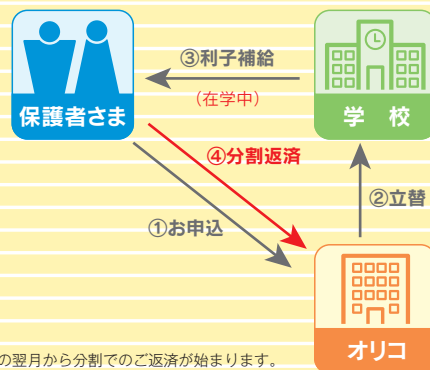 ③利子補給
(在学中)
保護者さま
学 校
④分割返済
②立替
①お申込
オリコ
の翌月から分割でのご返済が始まります。